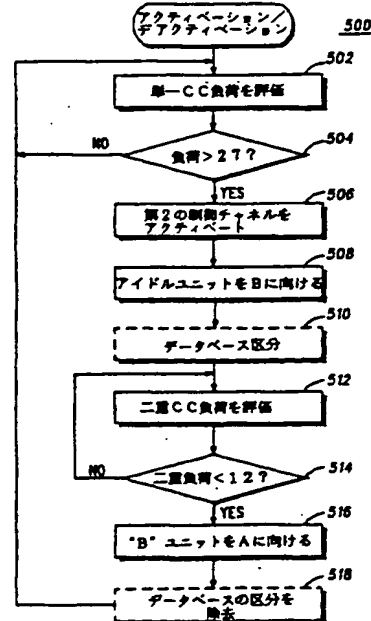 アクティベーション/
デアクティベーション
500
502
単一CC負荷を評価
504
NO
負荷>27?
YES
506
第2の制御チャネルを
アクティベート
508
アイドルユニットをBに向ける
510
データベース区分
512
二重CC負荷を評価
514
NO
二重負荷<12?
YES
516
"B" ユニットをAに向ける
518
データベースの区分を
除去